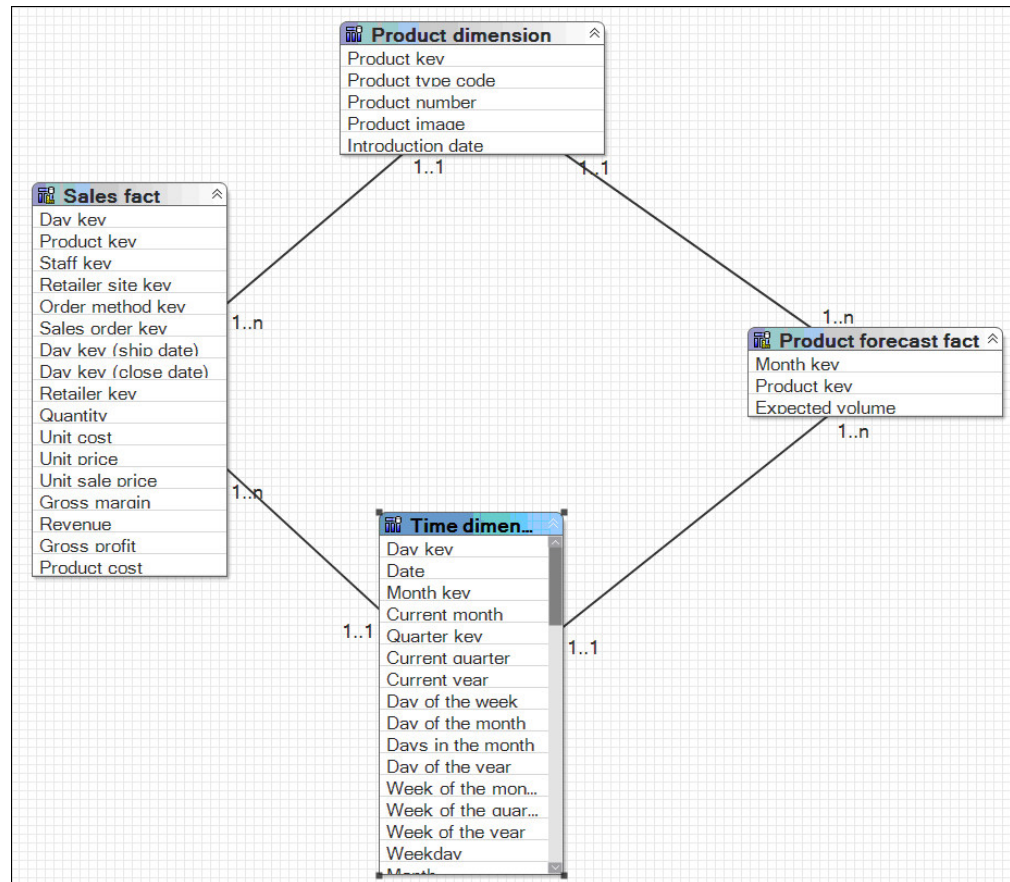 Product dimension
Product key
Product type code
Product number
Product image
Introduction date
1..1
1..1
Sales fact
Day key
Product key
Staff key
Retailer site key
Order method key
Sales order key
Day key (ship date)
Day key (close date)
Retailer key
Quantity
Unit cost
Unit price
Unit sale price
Gross margin
Revenue
Gross profit
Product cost
1..n
1..n
1..n
Product forecast fact
Month key
Product key
Expected volume
1..n
Time dimen...
Day key
Date
Month key
Current month
Quarter key
Current quarter
Current year
Day of the week
Day of the month
Days in the month
Day of the year
Week of the mon...
Week of the quar...
Week of the year
Weekday
Month
1..1
1..1